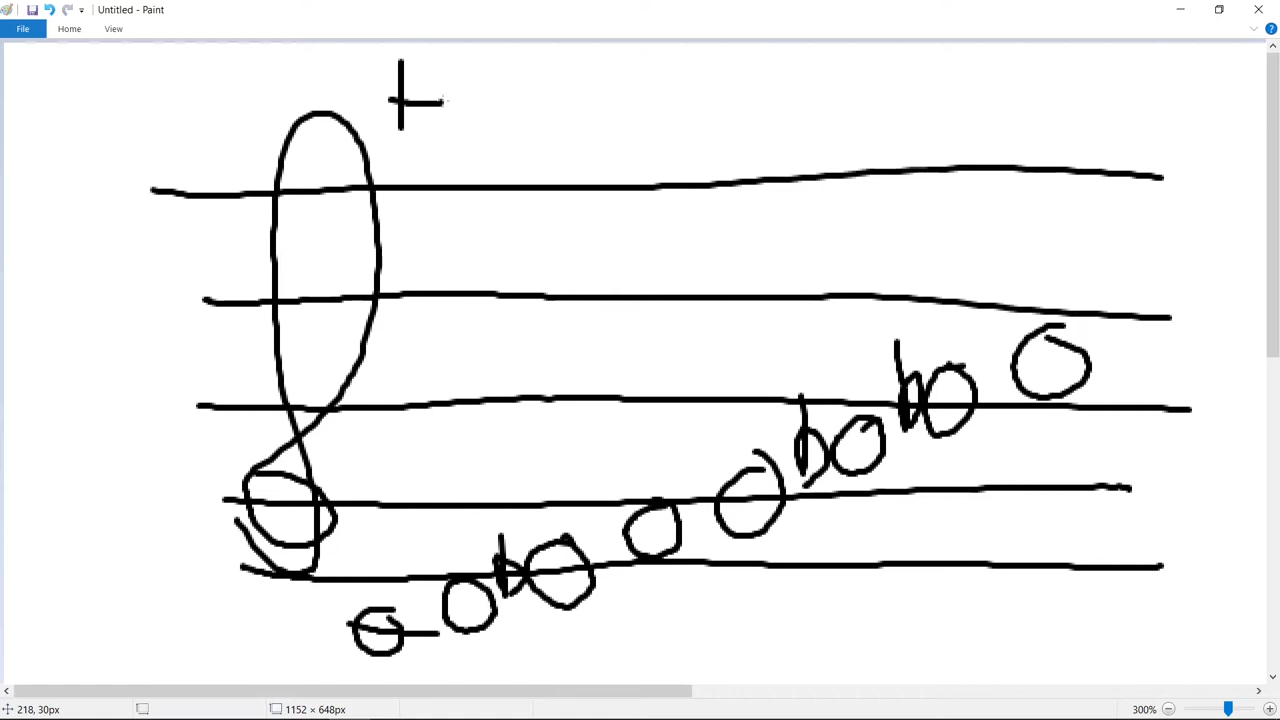 Untitled - Paint
File Home View
218, 30px 1152 × 648px 300%